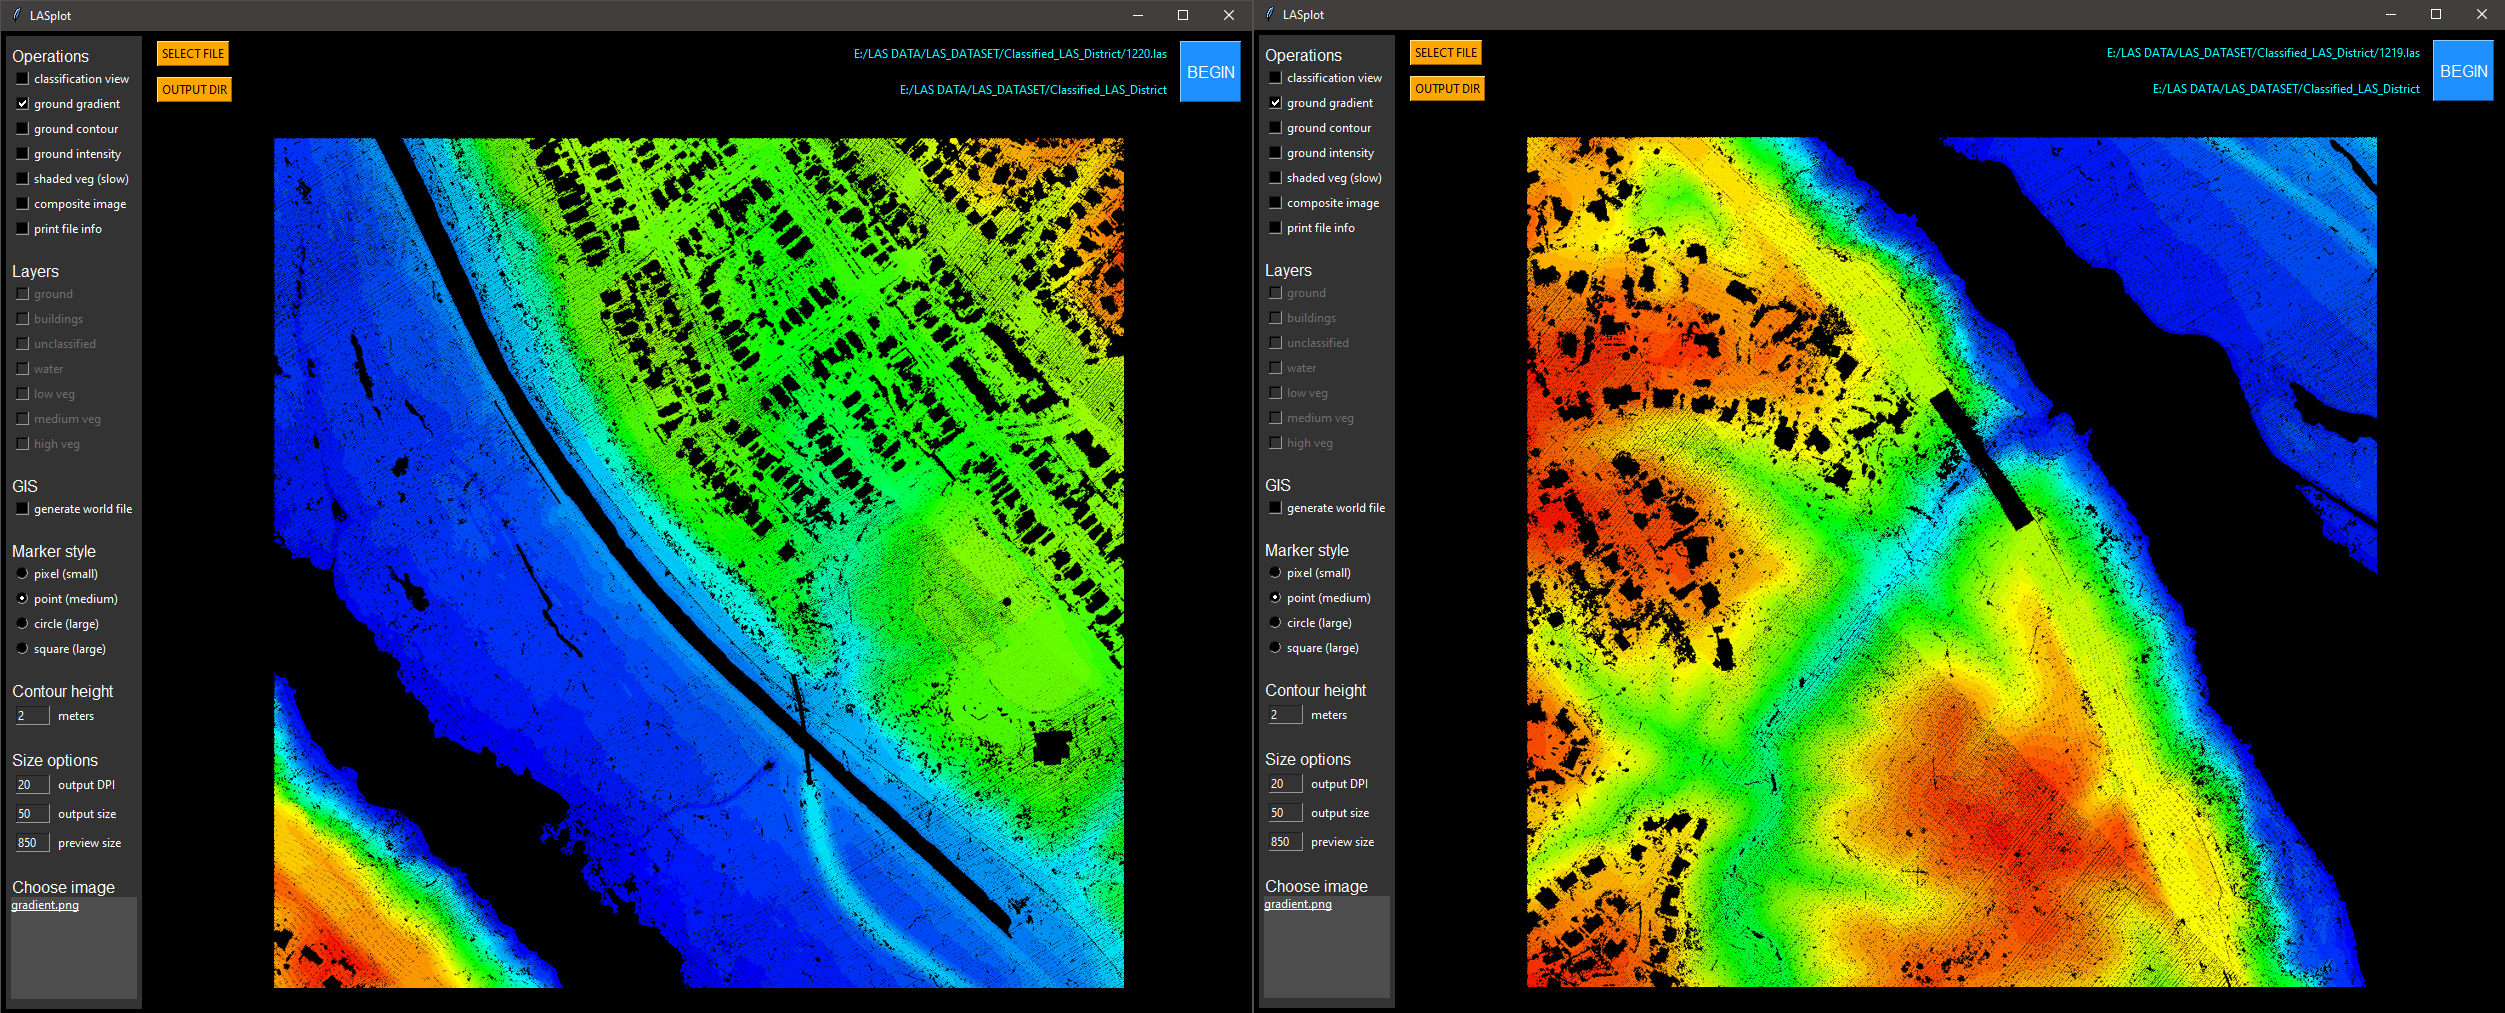 LASplot
SELECT FILE
OUTPUT DIR
E:/LAS DATA/LAS_DATASET/Classified_LAS_District/1220.las
E:/LAS DATA/LAS_DATASET/Classified_LAS_District
BEGIN
Operations
classification view
ground gradient
ground contour
ground intensity
shaded veg (slow)
composite image
print file info
Layers
ground
buildings
unclassified
water
low veg
medium veg
high veg
GIS
generate world file
Marker style
pixel (small)
point (medium)
circle (large)
square (large)
Contour height
2 meters
Size options
20 output DPI
50 output size
850 preview size
Choose image
gradient.png
LASplot
SELECT FILE
OUTPUT DIR
E:/LAS DATA/LAS_DATASET/Classified_LAS_District/1219.las
E:/LAS DATA/LAS_DATASET/Classified_LAS_District
BEGIN
Operations
classification view
ground gradient
ground contour
ground intensity
shaded veg (slow)
composite image
print file info
Layers
ground
buildings
unclassified
water
low veg
medium veg
high veg
GIS
generate world file
Marker style
pixel (small)
point (medium)
circle (large)
square (large)
Contour height
2 meters
Size options
20 output DPI
50 output size
850 preview size
Choose image
gradient.png